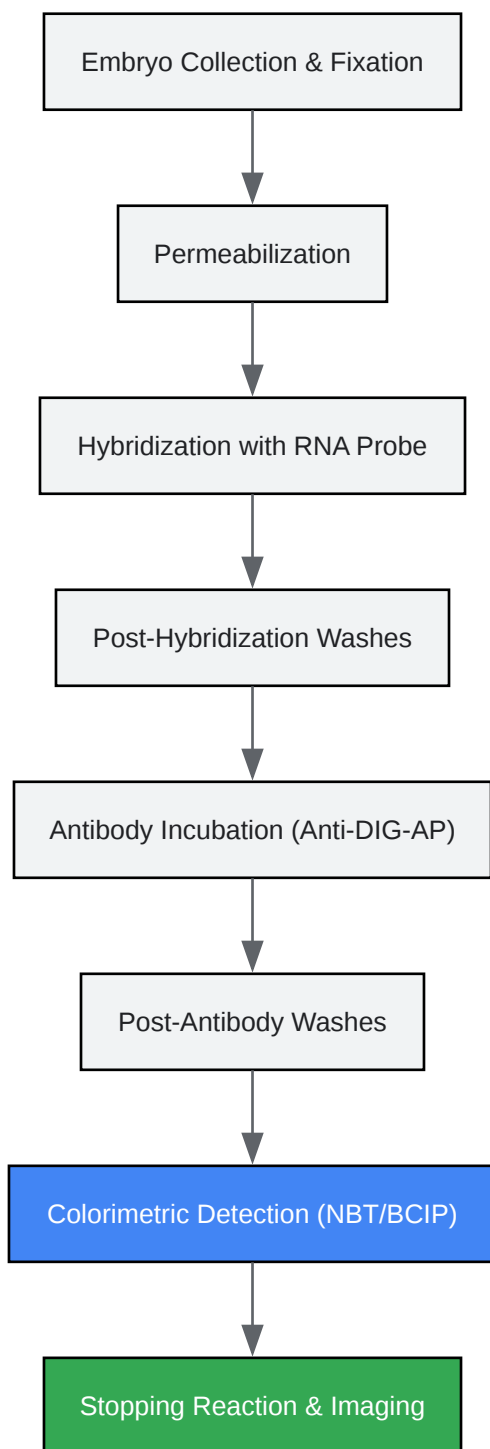 Embryo Collection & Fixation
Permeabilization
Hybridization with RNA Probe
Post-Hybridization Washes
Antibody Incubation (Anti-DIG-AP)
Post-Antibody Washes
Colorimetric Detection (NBT/BCIP)
Stopping Reaction & Imaging